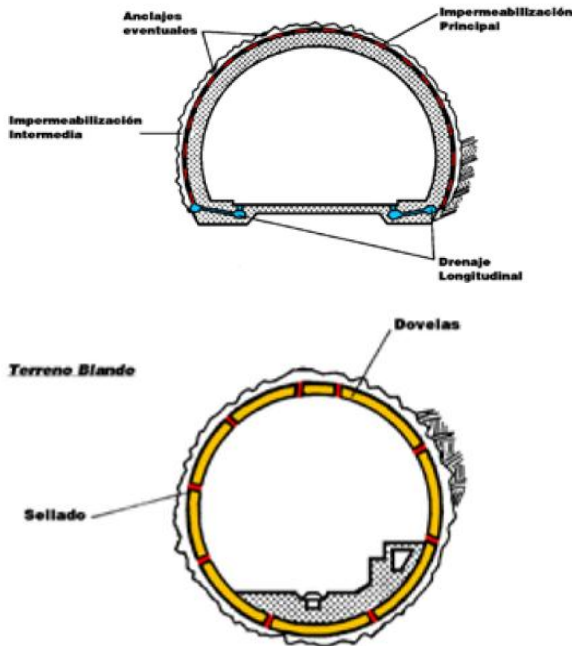 Anclajes
eventuales
Impermeabilización
Principal
Impermeabilización
Intermedia
Drenaje
Longitudinal
Dovelas
Terreno Blando
Sellado